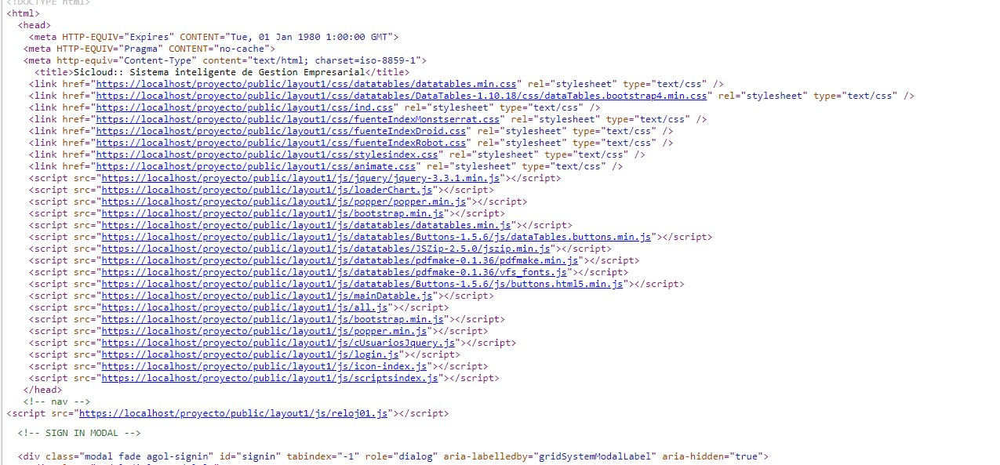 <!DOCTYPE html>
<html>
<head>
<meta HTTP-EQUIV="Expires" CONTENT="Tue, 01 Jan 1980 1:00:00 GMT">
<meta HTTP-EQUIV="Pragma" CONTENT="no-cache">
<meta http-equiv="Content-Type" content="text/html; charset=iso-8859-1">
<title>Sicloud:: Sistema inteligente de Gestion Empresarial</title>
<link href="https://localhost/proyecto/public/layout1/css/datatables/datatables.min.css" rel="stylesheet" type="text/css" />
<link href="https://localhost/proyecto/public/layout1/css/datatables/DataTables-1.10.18/css/dataTables.bootstrap4.min.css" rel="stylesheet" type="text/css" />
<link href="https://localhost/proyecto/public/layout1/css/ind.css" rel="stylesheet" type="text/css" />
<link href="https://localhost/proyecto/public/layout1/css/fuenteIndexMonstserrat.css" rel="stylesheet" type="text/css" />
<link href="https://localhost/proyecto/public/layout1/css/fuenteIndexDroid.css" rel="stylesheet" type="text/css" />
<link href="https://localhost/proyecto/public/layout1/css/fuenteIndexRobot.css" rel="stylesheet" type="text/css" />
<link href="https://localhost/proyecto/public/layout1/css/stylesindex.css" rel="stylesheet" type="text/css" />
<link href="https://localhost/proyecto/public/layout1/css/animate.css" rel="stylesheet" type="text/css" />
<script src="https://localhost/proyecto/public/layout1/js/jquery/jquery-3.3.1.min.js"></script>
<script src="https://localhost/proyecto/public/layout1/js/loaderChart.js"></script>
<script src="https://localhost/proyecto/public/layout1/js/popper/popper.min.js"></script>
<script src="https://localhost/proyecto/public/layout1/js/bootstrap.min.js"></script>
<script src="https://localhost/proyecto/public/layout1/js/datatables/datatables.min.js"></script>
<script src="https://localhost/proyecto/public/layout1/js/datatables/Buttons-1.5.6/js/dataTables.buttons.min.js"></script>
<script src="https://localhost/proyecto/public/layout1/js/datatables/JSZip-2.5.0/jszip.min.js"></script>
<script src="https://localhost/proyecto/public/layout1/js/datatables/pdfmake-0.1.36/pdfmake.min.js"></script>
<script src="https://localhost/proyecto/public/layout1/js/datatables/pdfmake-0.1.36/vfs_fonts.js"></script>
<script src="https://localhost/proyecto/public/layout1/js/datatables/Buttons-1.5.6/js/buttons.html5.min.js"></script>
<script src="https://localhost/proyecto/public/layout1/js/mainDatable.js"></script>
<script src="https://localhost/proyecto/public/layout1/js/all.js"></script>
<script src="https://localhost/proyecto/public/layout1/js/bootstrap.min.js"></script>
<script src="https://localhost/proyecto/public/layout1/js/popper.min.js"></script>
<script src="https://localhost/proyecto/public/layout1/js/cUsuariosJquery.js"></script>
<script src="https://localhost/proyecto/public/layout1/js/login.js"></script>
<script src="https://localhost/proyecto/public/layout1/js/icon-index.js"></script>
<script src="https://localhost/proyecto/public/layout1/js/scriptsindex.js"></script>
</head>
<!-- nav -->
<script src="https://localhost/proyecto/public/layout1/js/reloj01.js"></script>
<!-- SIGN IN MODAL -->
<div class="modal fade agol-signin" id="signin" tabindex="-1" role="dialog" aria-labelledby="gridSystemModalLabel" aria-hidden="true">